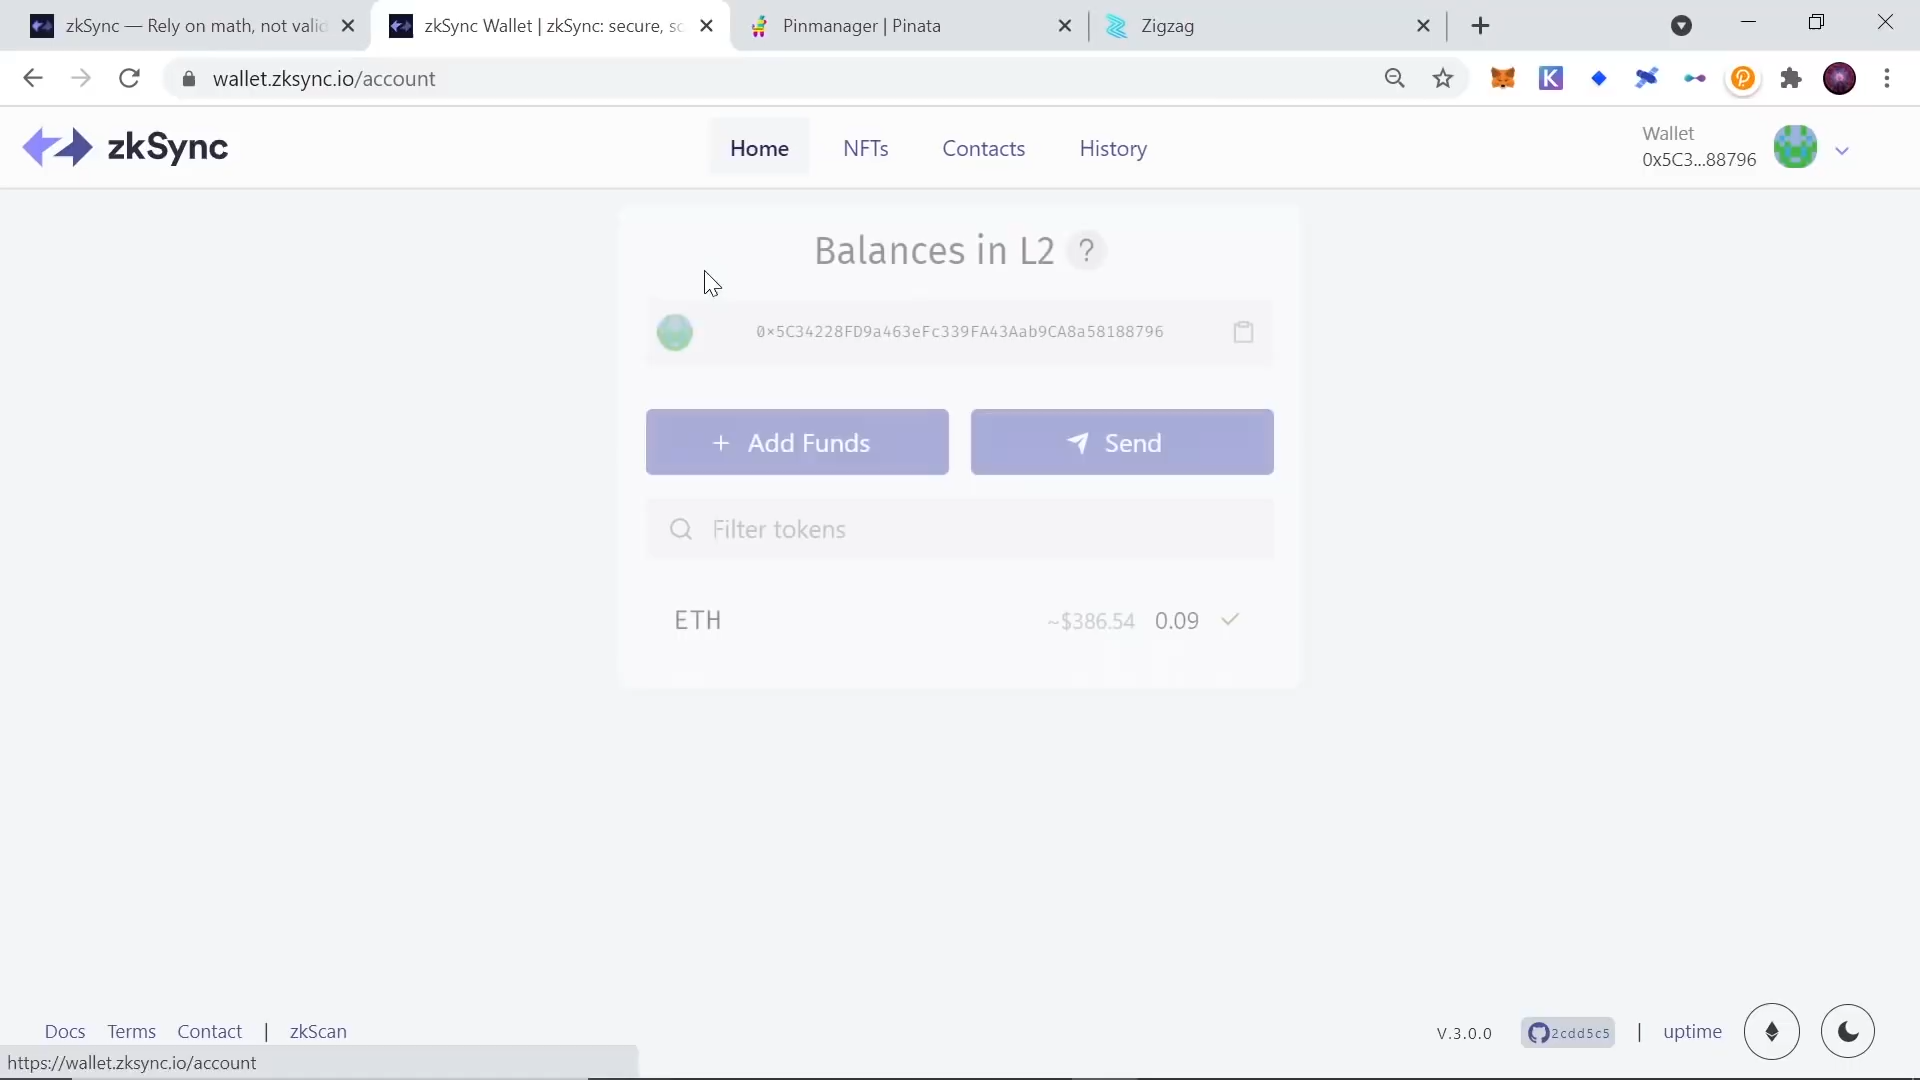 zkSync — Rely on math, not valid
zkSync Wallet | zkSync: secure, sc
Pinmanager | Pinata
Zigzag
wallet.zksync.io/account
zkSync
Home
NFTs
Contacts
History
Wallet
0x5C3...88796
Balances in L2 ?
0x5C34228FD9a463eFc339FA43Aab9CA8a58188796
+ Add Funds
Send
Filter tokens
ETH
~$386.54 0.09
Docs
Terms
Contact
|
zkScan
V.3.0.0
2cdd5c5
|
uptime
https://wallet.zksync.io/account